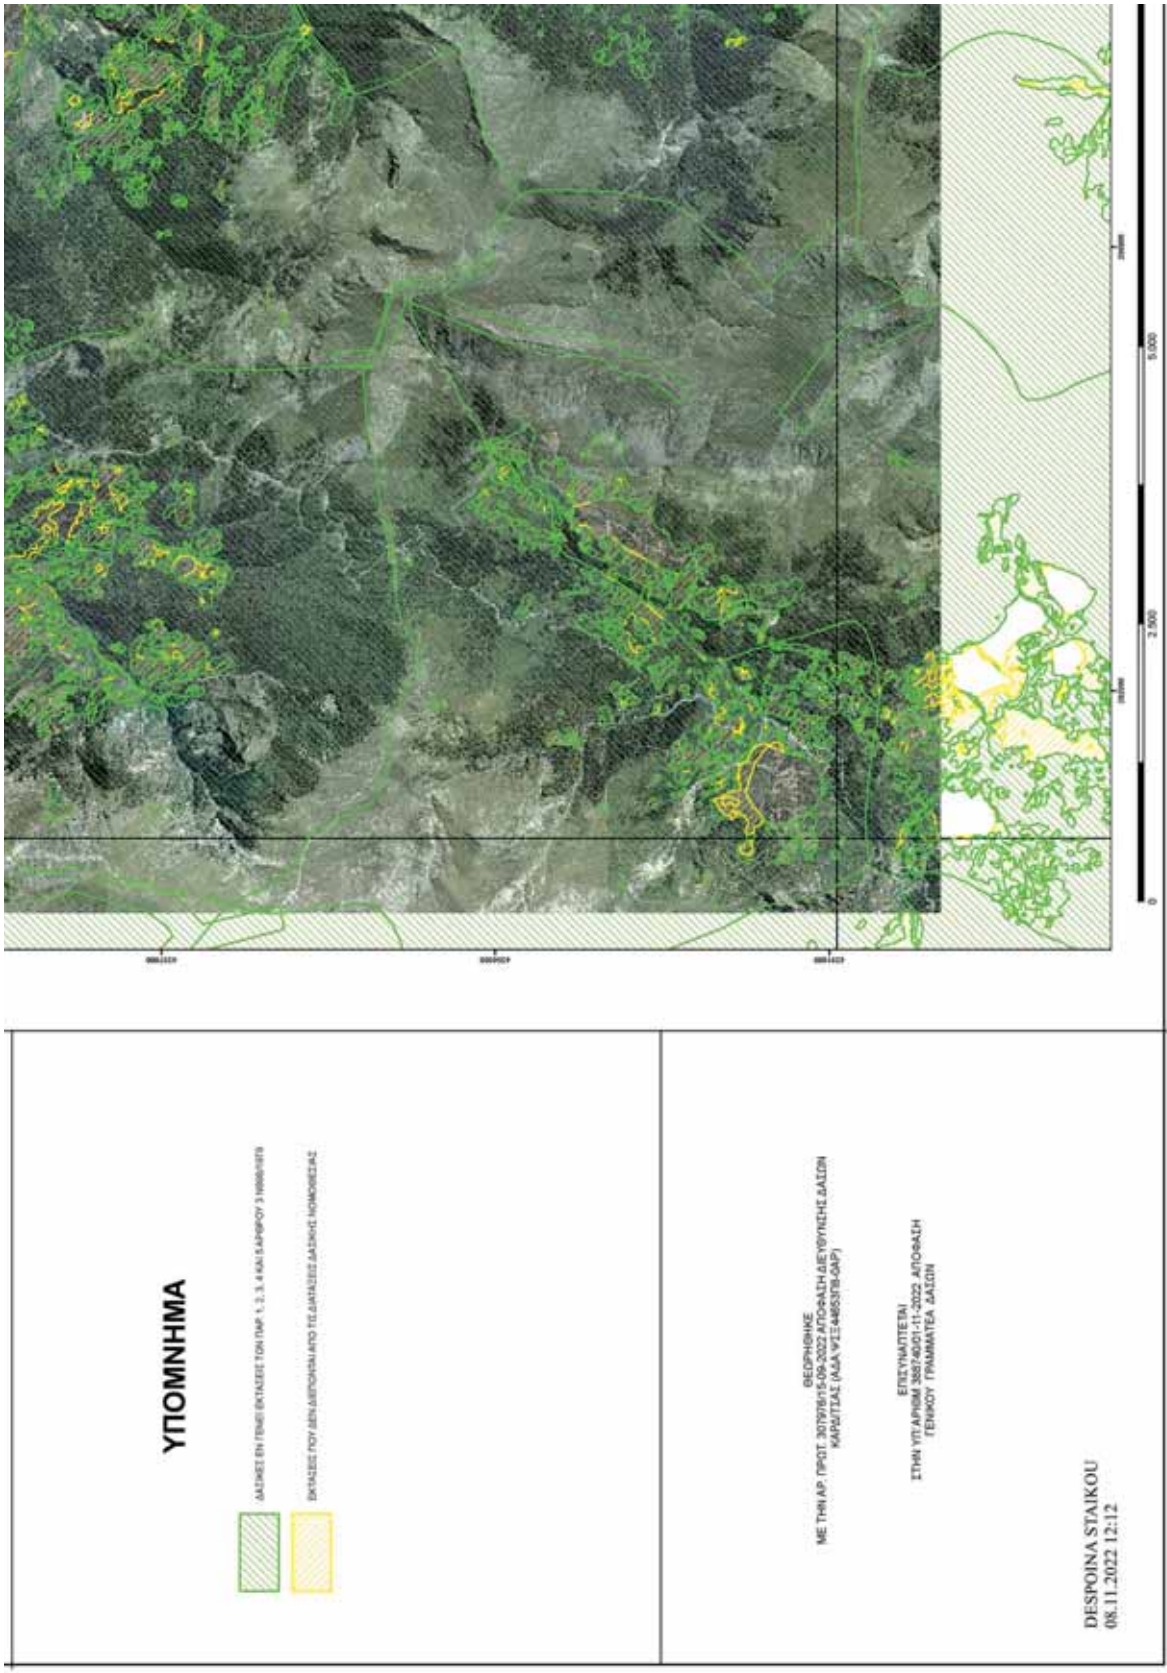 ΥΠΟΜΝΗΜΑ
ΔΑΣΙΚΕΣ ΕΝ ΓΕΝΕΙ ΕΚΤΑΣΕΙΣ ΤΩΝ ΠΑΡ. 1, 2, 3, 4 ΚΑΙ 5 ΑΡΘΡΟΥ 3 Ν998/1979
ΕΚΤΑΣΕΙΣ ΠΟΥ ΔΕΝ ΔΙΕΠΟΝΤΑΙ ΑΠΟ ΤΙΣ ΔΙΑΤΑΞΕΙΣ ΔΑΣΙΚΗΣ ΝΟΜΟΘΕΣΙΑΣ
ΘΕΩΡΗΘΗΚΕ
ΜΕ ΤΗΝ ΑΡ. ΠΡΩΤ. 307976/15-09-2022 ΑΠΟΦΑΣΗ ΔΙΕΥΘΥΝΣΗΣ ΔΑΣΩΝ
ΚΑΡΔΙΤΣΑΣ (ΑΔΑ:
ΕΠΙΣΥΝΑΠΤΕΤΑΙ
ΣΤΗΝ ΥΠ' ΑΡΙΘΜ 388740/01-11-2022 ΑΠΟΦΑΣΗ
ΓΕΝΙΚΟΥ ΓΡΑΜΜΑΤΕΑ ΔΑΣΩΝ
DESPOINA STAIKOU
08.11.2022 12:12
0
2.500
5.000